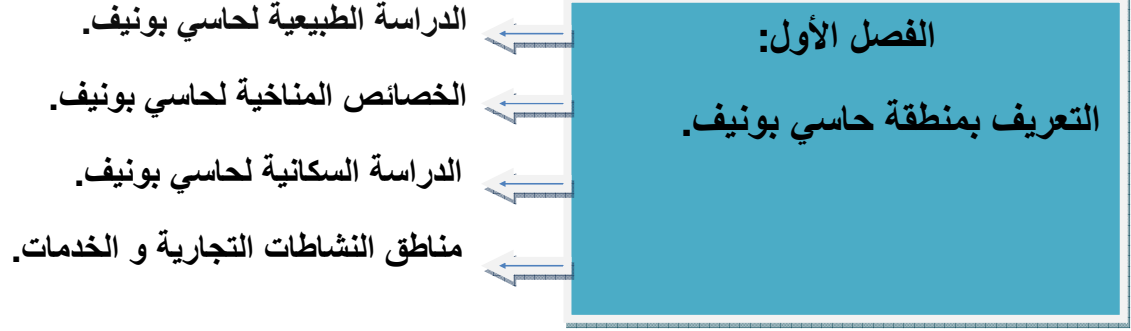 الفصل الأول:
التعريف بمنطقة حاسي بونيف.
الدراسة الطبيعية لحاسي بونيف.
الخصائص المناخية لحاسي بونيف.
الدراسة السكانية لحاسي بونيف.
مناطق النشاطات التجارية و الخدمات.